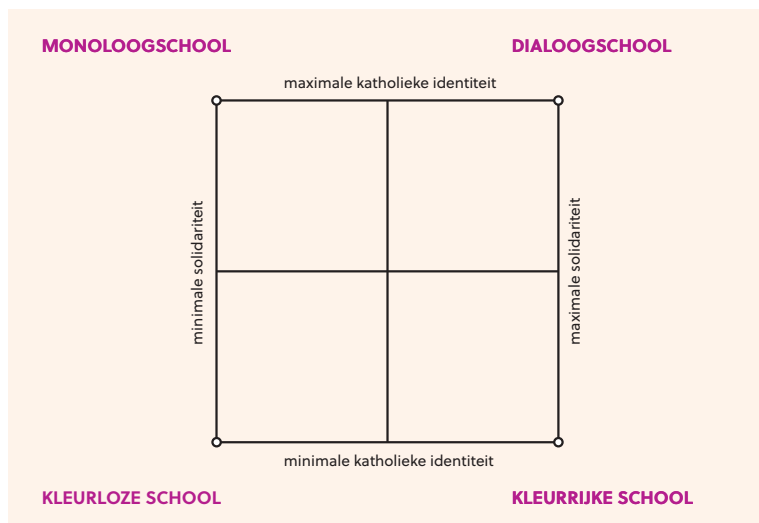 MONOLOOGSCHOOL
DIALOOGSCHOOL
maximale katholieke identiteit
minimale solidariteit
maximale solidariteit
minimale katholieke identiteit
KLEURLOZE SCHOOL
KLEURRIJKE SCHOOL